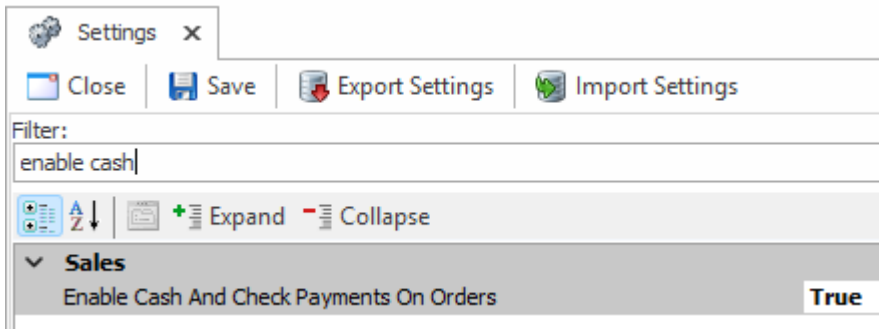 Settings
Close Save Export Settings Import Settings
Filter:
enable cash
A Z Expand Collapse
Sales
Enable Cash And Check Payments On Orders True